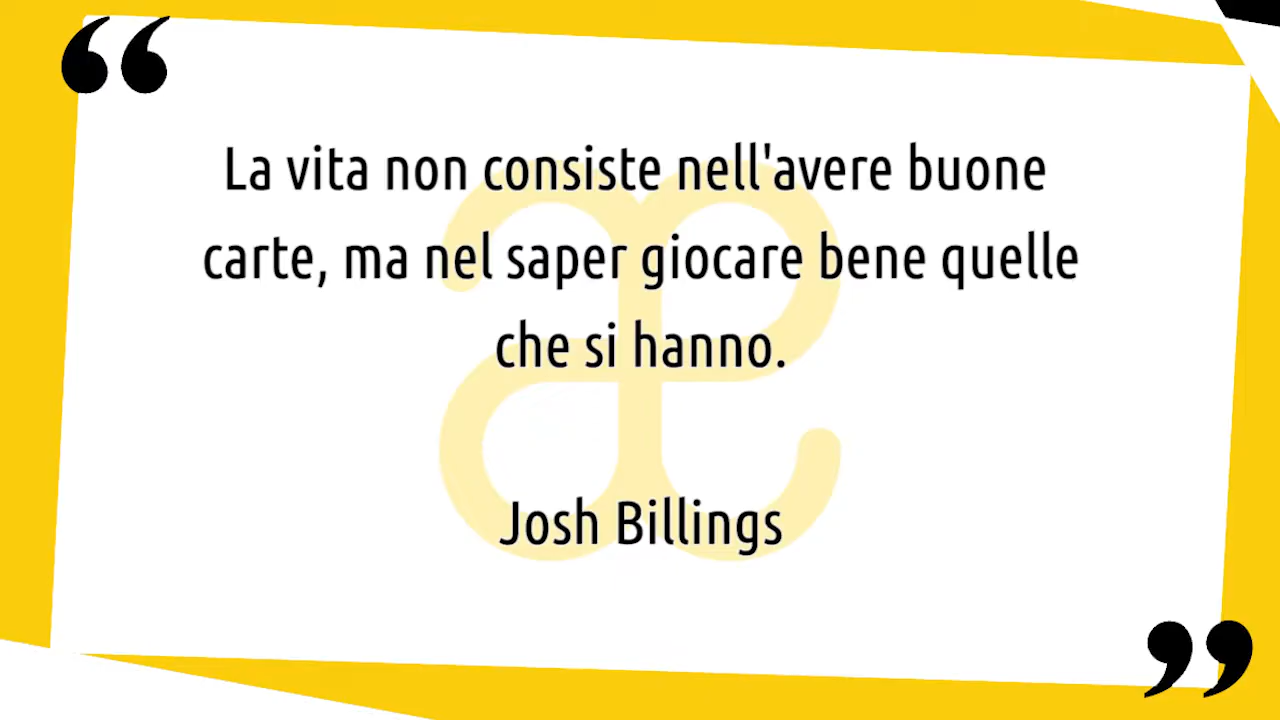 La vita non consiste nell'avere buone
carte, ma nel saper giocare bene quelle
che si hanno.
Josh Billings